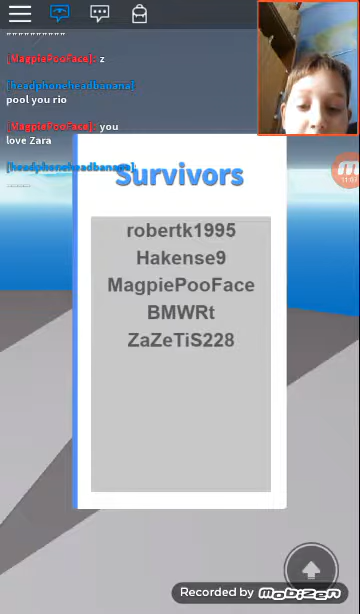 [MagpiePooFace]: z
[headphoneheadbanana]
pool you rio
[MagpiePooFace]: you
love Zara
[headphoneheadbanana]
Survivors
robertk1995
Hakense9
MagpiePooFace
BMWRt
ZaZeTiS228
Recorded by Mobizen